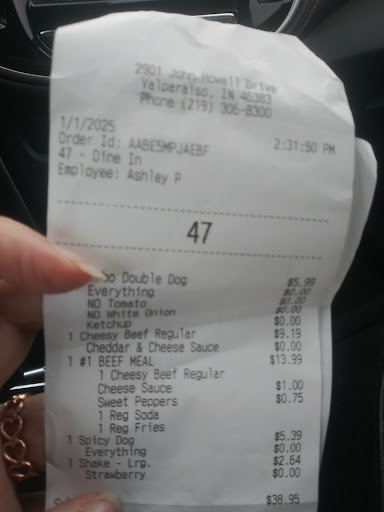 2901 John Howell Drive
Valparaiso, IN 46383
Phone (219) 306-8300
1/1/2025 2:31:50 PM
Order Id: AABE5MPJAEBF
47 - Dine In
Employee: Ashley P
47
Double Dog $5.99
Everything $0.00
NO Tomato $0.00
NO White Onion $0.00
Ketchup $0.00
1 Cheesy Beef Regular $9.19
Cheddar & Cheese Sauce $0.00
1 #1 BEEF MEAL $13.99
1 Cheesy Beef Regular
Cheese Sauce $1.00
Sweet Peppers $0.75
1 Reg Soda
1 Reg Fries
1 Spicy Dog $5.39
Everything $0.00
1 Shake - Lrg. $2.64
Strawberry $0.00
$38.95